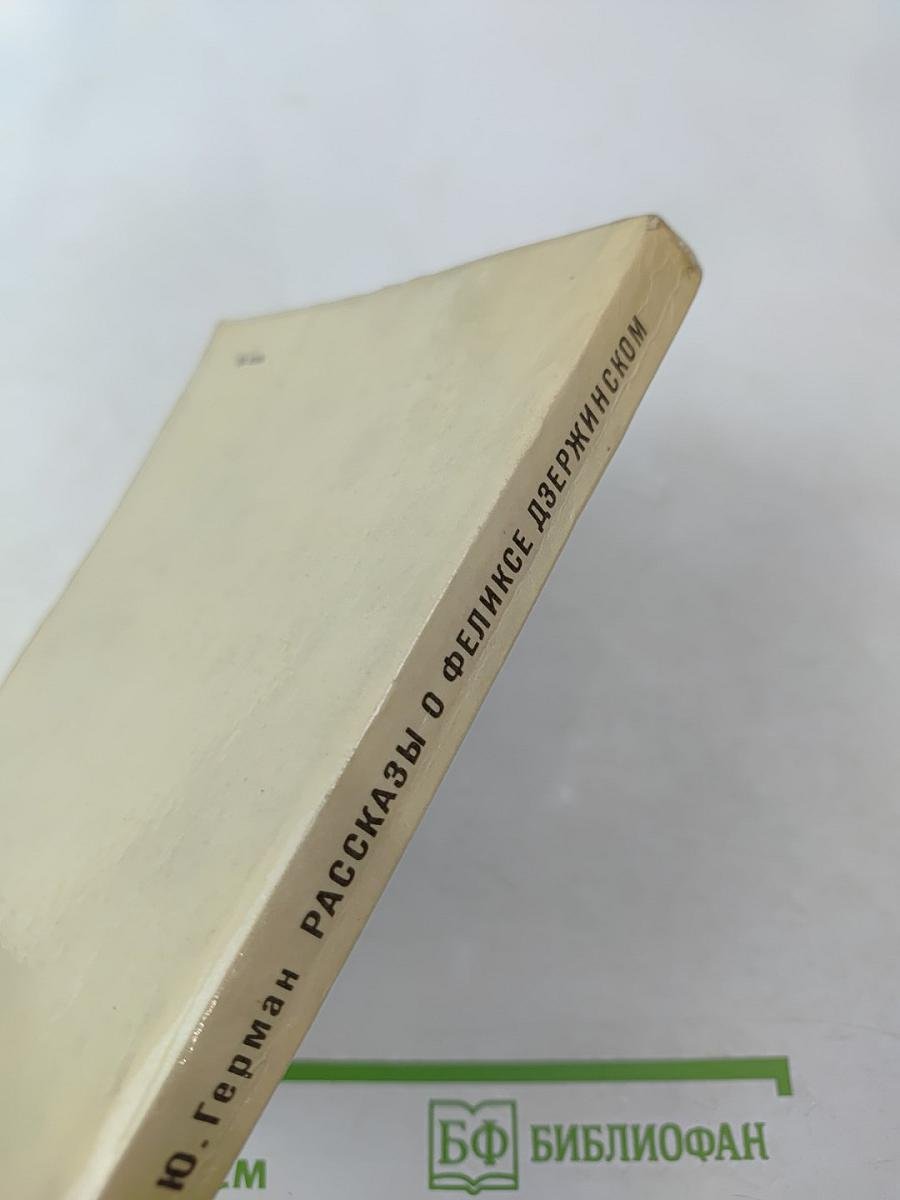 Ю. Герман РАССКАЗЫ О ФЕЛИКСЕ ДЗЕРЖИНСКОМ
БФ БИБЛИОФАН